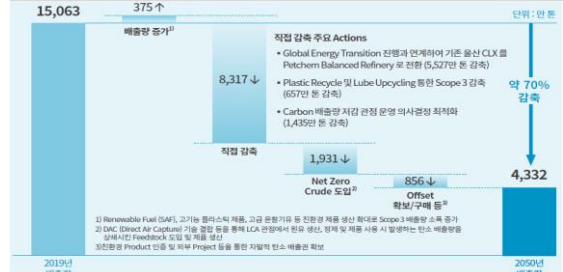 15,063
375↑
배출량 증가1)
단위 : 만 톤
직접 감축 주요 Actions
• Global Energy Transition 진행과 연계하여 기존 울산 CLX 를
Petchem Balanced Refinery 로 전환 (5,527만 톤 감축)
• Plastic Recycle 및 Lube Upcycling 통한 Scope 3 감축
(657만 톤 감축)
• Carbon 배출량 저감 관점 운영 의사결정 최적화
(1,435만 톤 감축)
8,317↓
직접 감축
약 70%
감축
1,931↓
Net Zero
Crude 도입2)
856↓
Offset
확보/구매 등3)
4,332
1) Renewable Fuel (SAF), 고기능 플라스틱 제품, 고급 윤활기유 등 친환경 제품 생산 확대로 Scope 3 배출량 소폭 증가
2) DAC (Direct Air Capture) 기술 결합 등을 통해 LCA 관점에서 원유 생산, 정제 및 제품 사용 시 발생하는 탄소 배출량을
상쇄시킨 Feedstock 도입 및 제품 생산
3)친환경 Product 인증 및 외부 Project 등을 통한 자발적 탄소 배출권 확보
2019년
2050년